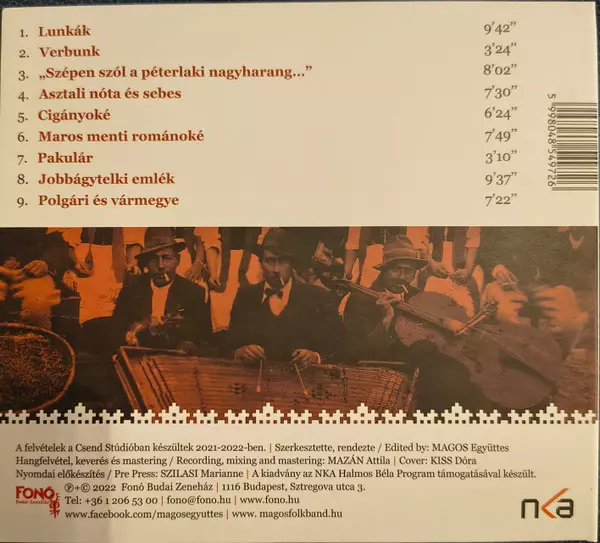 1. Lunkák 9’42”
2. Verbunk 3’24”
3. „Szépen szól a péterlaki nagyharang...” 8’02”
4. Asztali nóta és sebes 7’30”
5. Cigányoké 6’24”
6. Maros menti románoké 7’49”
7. Pakulár 3’10”
8. Jobbágytelki emlék 9’37”
9. Polgári és vármegye 7’22”
5 998048 549726
A felvételek a Csend Stúdióban készültek 2021-2022-ben. | Szerkesztette, rendezte / Edited by: MAGOS Együttes
Hangfelvétel, keverés és mastering / Recording, mixing and mastering: MAZÁN Attila | Cover: KISS Dóra
Nyomdai előkészítés / Pre Press: SZILASI Marianne | A kiadvány az NKA Halmos Béla Program támogatásával készült.
FONÓ
Budai Zeneház
℗+© 2022 Fonó Budai Zeneház | 1116 Budapest, Sztregova utca 3.
Tel: +36 1 206 53 00 | fono@fono.hu | www.fono.hu
www.facebook.com/magosegyuttes | www.magosfolkband.hu
nka